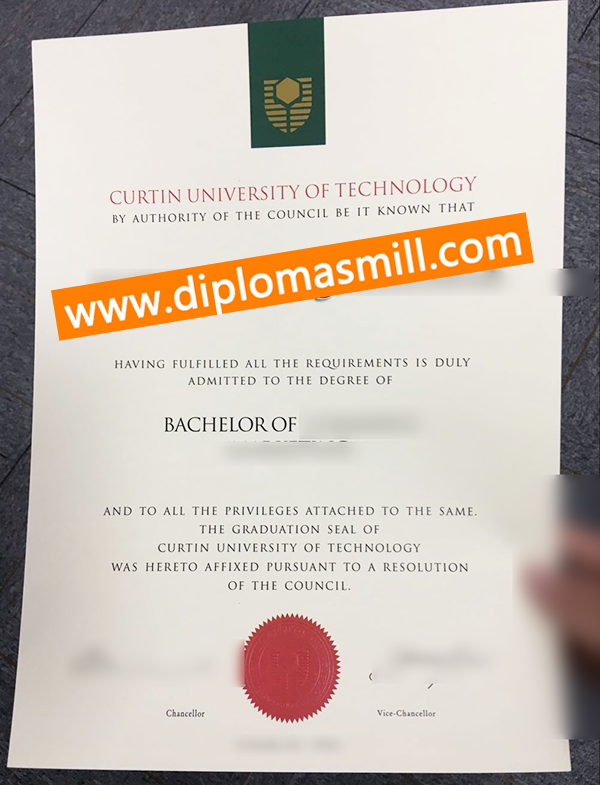 CURTIN UNIVERSITY OF TECHNOLOGY
BY AUTHORITY OF THE COUNCIL BE IT KNOWN THAT
www.diplomasmill.com
HAVING FULFILLED ALL THE REQUIREMENTS IS DULY
ADMITTED TO THE DEGREE OF
BACHELOR OF
AND TO ALL THE PRIVILEGES ATTACHED TO THE SAME.
THE GRADUATION SEAL OF
CURTIN UNIVERSITY OF TECHNOLOGY
WAS HERETO AFFIXED PURSUANT TO A RESOLUTION
OF THE COUNCIL.
Chancellor
Vice-Chancellor